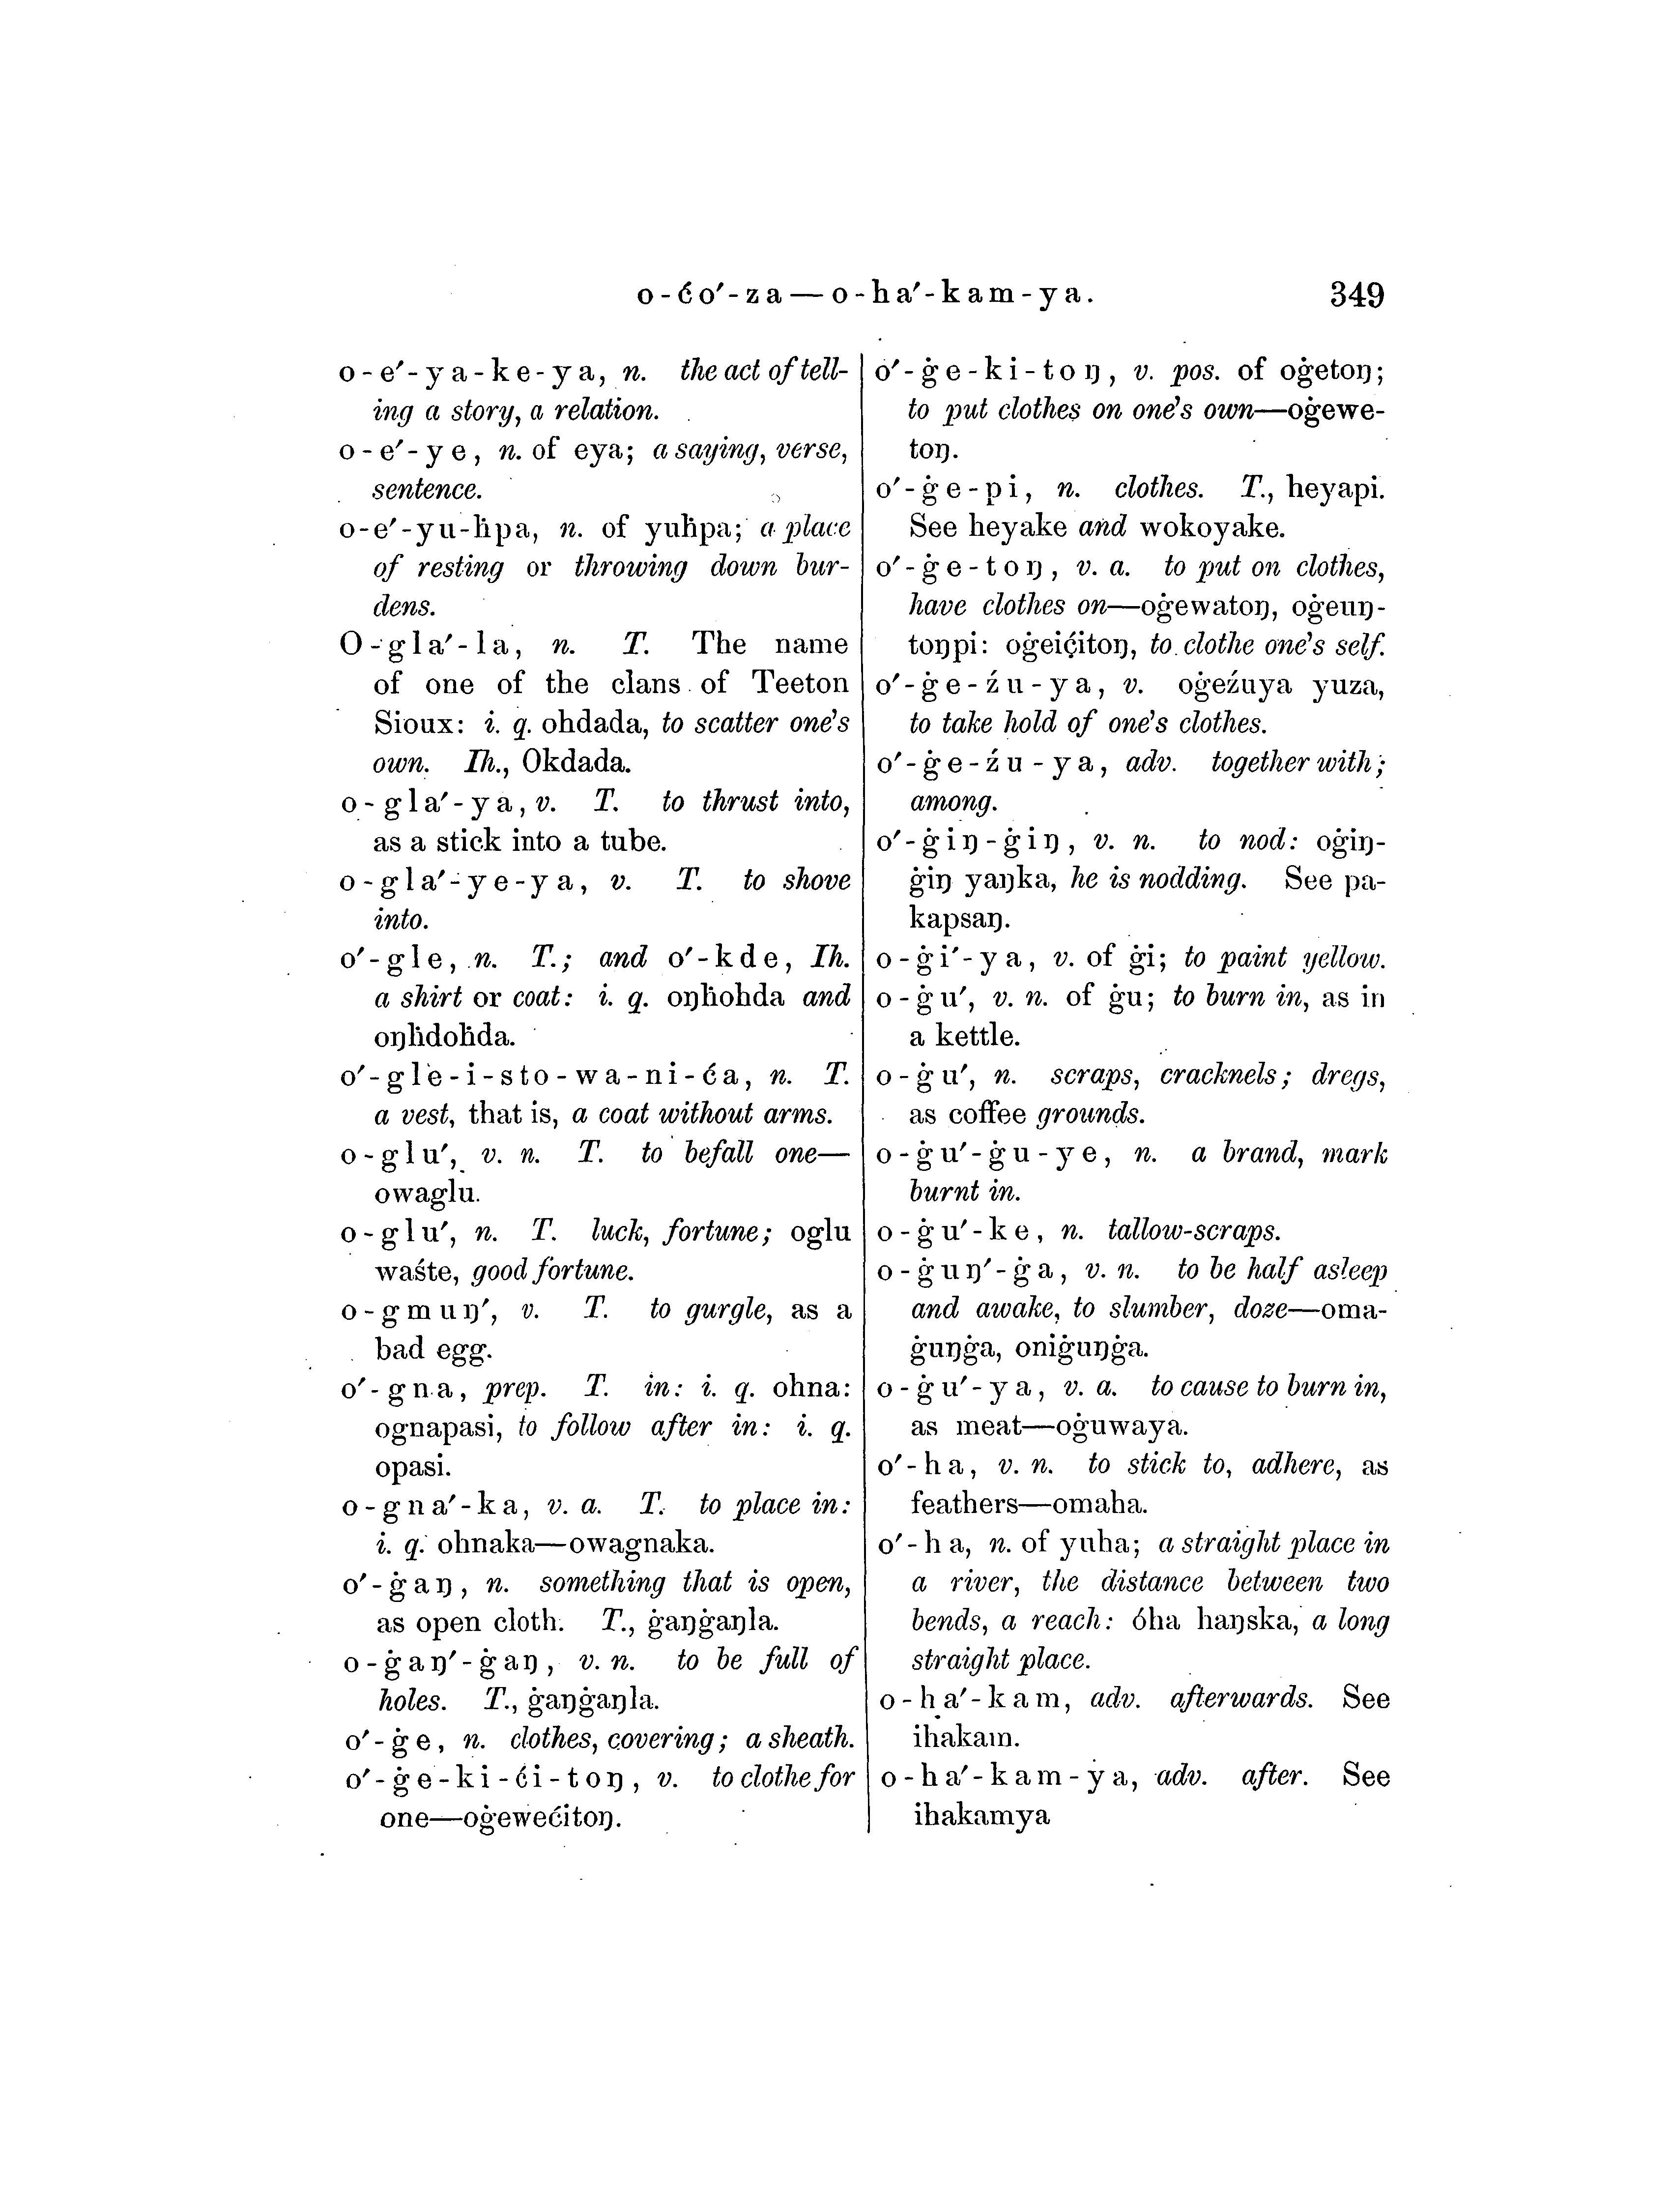 o-ćo′-za—o-ha′-kam-ya. 349
o-e′-ya-ke-ya, n. the act of tell-
ing a story, a relation.
o-e′-ye, n. of eya; a saying, verse,
sentence.
o-e′-yu-ḣpa, n. of yuḣpa; a place
of resting or throwing down bur-
dens.
O-gla′-la, n. T. The name
of one of the clans of Teeton
Sioux: i. q. ohdada, to scatter one's
own. Ih., Okdada.
o-gla′-ya, v. T. to thrust into,
as a stick into a tube.
o-gla′-ye-ya, v. T. to shove
into.
o′-gle, n. T.; and o′-kde, Ih.
a shirt or coat: i. q. oŋḣohda and
oŋḣdoḣda.
o′-gle-i-sto-wa-ni-ća, n. T.
a vest, that is, a coat without arms.
o-glu′, v. n. T. to befall one—
owaglu.
o-glu′, n. T. luck, fortune; oglu
waśte, good fortune.
o-gmuŋ′, v. T. to gurgle, as a
bad egg.
o′-gna, prep. T. in: i. q. ohna:
ognapasi, to follow after in: i. q.
opasi.
o-gna′-ka, v. a. T. to place in:
i. q. ohnaka—owagnaka.
o′-ġaŋ, n. something that is open,
as open cloth. T., ġaŋġaŋla.
o-ġaŋ′-ġaŋ, v. n. to be full of
holes. T., ġaŋġaŋla.
o′-ġe, n. clothes, covering; a sheath.
o′-ġe-ki-ći-toŋ, v. to clothe for
one—oġewećitoŋ.
o′-ġe-ki-toŋ, v. pos. of oġetoŋ;
to put clothes on one's own—oġewe-
toŋ.
o′-ġe-pi, n. clothes. T., heyapi.
See heyake and wokoyake.
o′-ġe-toŋ, v. a. to put on clothes,
have clothes on—oġewatoŋ, oġeuŋ-
toŋpi: oġeiḉitoŋ, to clothe one's self.
o′-ġe-źu-ya, v. oġeźuya yuza,
to take hold of one's clothes.
o′-ġe-źu-ya, adv. together with;
among.
o′-ġiŋ-ġiŋ, v. n. to nod: oġiŋ-
ġiŋ yaŋka, he is nodding. See pa-
kapsaŋ.
o-ġi′-ya, v. of ġi; to paint yellow.
o-ġu′, v. n. of ġu; to burn in, as in
a kettle.
o-ġu′, n. scraps, cracknels; dregs,
as coffee grounds.
o-ġu′-ġu-ye, n. a brand, mark
burnt in.
o-ġu′-ke, n. tallow-scraps.
o-ġuŋ′-ġa, v. n. to be half asleep
and awake, to slumber, doze—oma-
ġuŋġa, oniġuŋġa.
o-ġu′-ya, v. a. to cause to burn in,
as meat—oġuwaya.
o′-ha, v. n. to stick to, adhere, as
feathers—omaha.
o′-ha, n. of yuha; a straight place in
a river, the distance between two
bends, a reach: óha haŋska, a long
straight place.
o-ha′-kam, adv. afterwards. See
ihakam.
o-ha′-kam-ya, adv. after. See
ihakamya